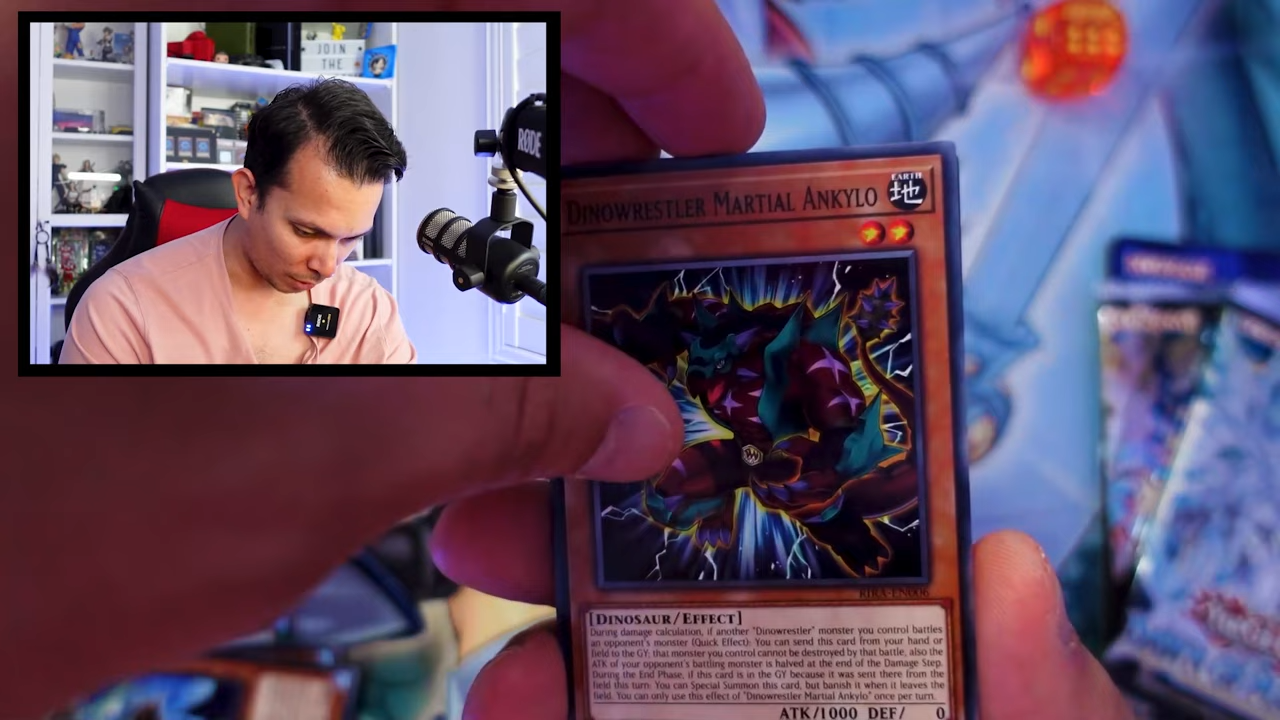 JOIN
THE
RØDE
DINOWRESTLER MARTIAL ANKYLO
EARTH
地
RIRA-EN006
[DINOSAUR/EFFECT]
During damage calculation, if another "Dinowrestler" monster you control battles
an opponent's monster (Quick Effect): You can send this card from your hand or
field to the GY; that monster you control cannot be destroyed by that battle, also the
ATK of your opponent's battling monster is halved at the end of the Damage Step.
During the End Phase, if this card is in the GY because it was sent there from the
field this turn: You can Special Summon this card, but banish it when it leaves the
field. You can only use this effect of "Dinowrestler Martial Ankylo" once per turn.
ATK/1000 DEF/ 0